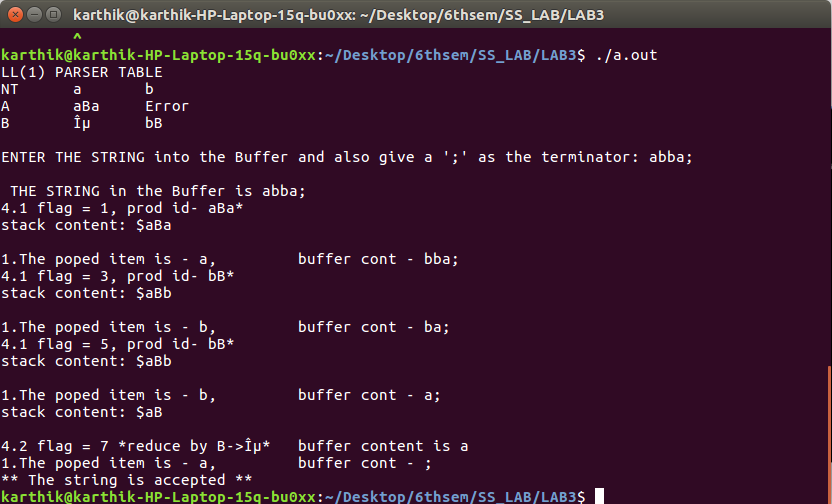 karthik@karthik-HP-Laptop-15q-bu0xx: ~/Desktop/6thsem/SS_LAB/LAB3
^
karthik@karthik-HP-Laptop-15q-bu0xx:~/Desktop/6thsem/SS_LAB/LAB3$ ./a.out
LL(1) PARSER TABLE
NT a b
A aBa Error
B Îµ bB
ENTER THE STRING into the Buffer and also give a ';' as the terminator: abba;
THE STRING in the Buffer is abba;
4.1 flag = 1, prod id- aBa*
stack content: $aBa
1.The poped item is - a, buffer cont - bba;
4.1 flag = 3, prod id- bB*
stack content: $aBb
1.The poped item is - b, buffer cont - ba;
4.1 flag = 5, prod id- bB*
stack content: $aBb
1.The poped item is - b, buffer cont - a;
stack content: $aB
4.2 flag = 7 *reduce by B->Îµ* buffer content is a
1.The poped item is - a, buffer cont - ;
** The string is accepted **
karthik@karthik-HP-Laptop-15q-bu0xx:~/Desktop/6thsem/SS_LAB/LAB3$